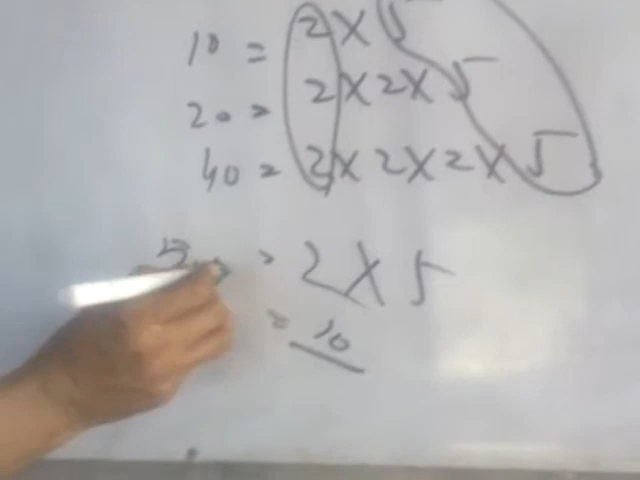 10 = 2 X 5
20 = 2 X 2 X 5
40 = 2 X 2 X 2 X 5
= 2 X 5
= 10